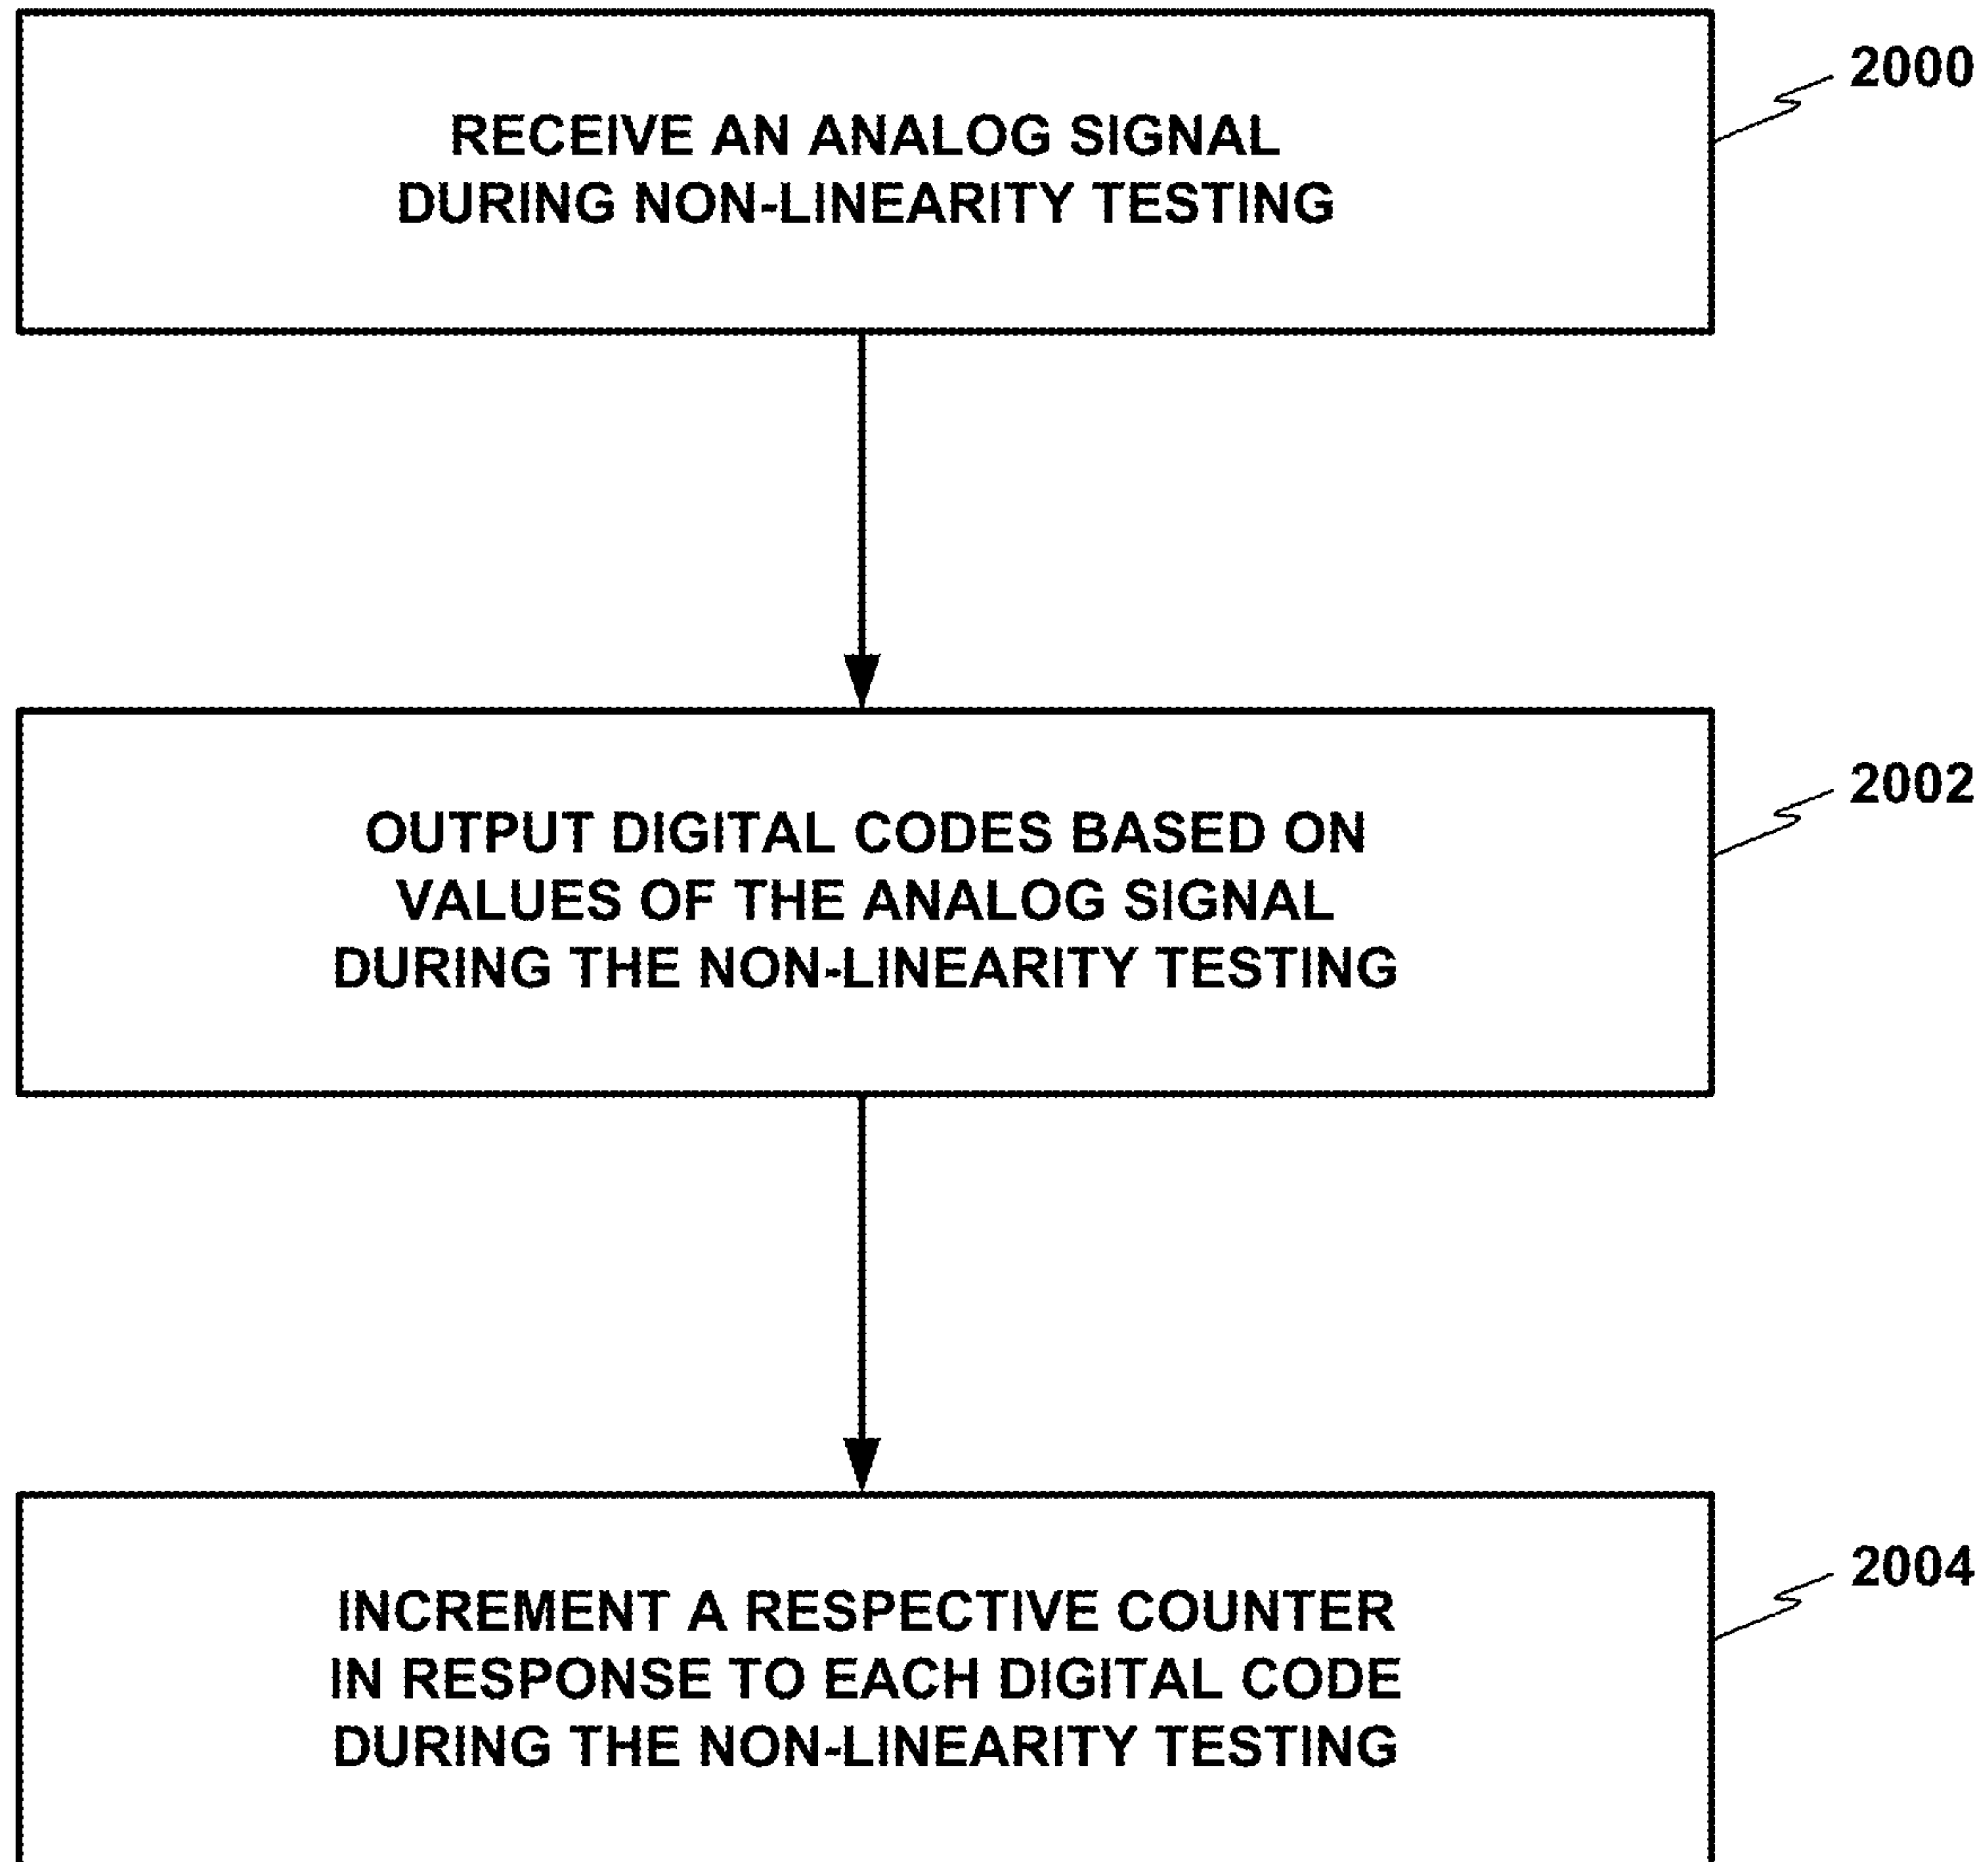 2000
RECEIVE AN ANALOG SIGNAL
DURING NON-LINEARITY TESTING
2002
OUTPUT DIGITAL CODES BASED ON
VALUES OF THE ANALOG SIGNAL
DURING THE NON-LINEARITY TESTING
2004
INCREMENT A RESPECTIVE COUNTER
IN RESPONSE TO EACH DIGITAL CODE
DURING THE NON-LINEARITY TESTING